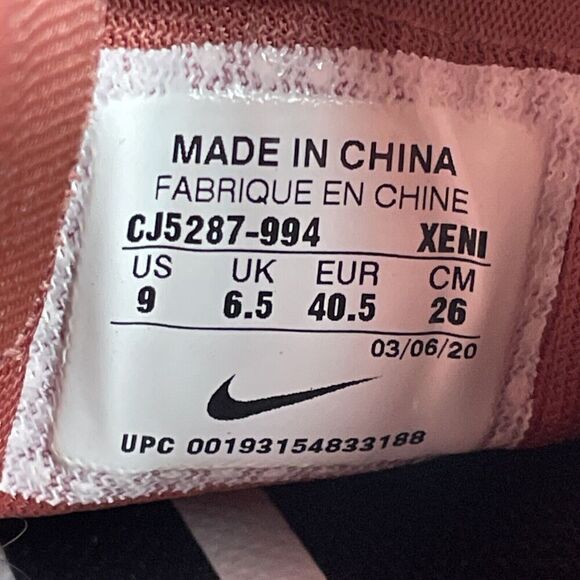 MADE IN CHINA
FABRIQUE EN CHINE
CJ5287-994 XENI
US UK EUR CM
9 6.5 40.5 26
03/06/20
UPC 00193154833188